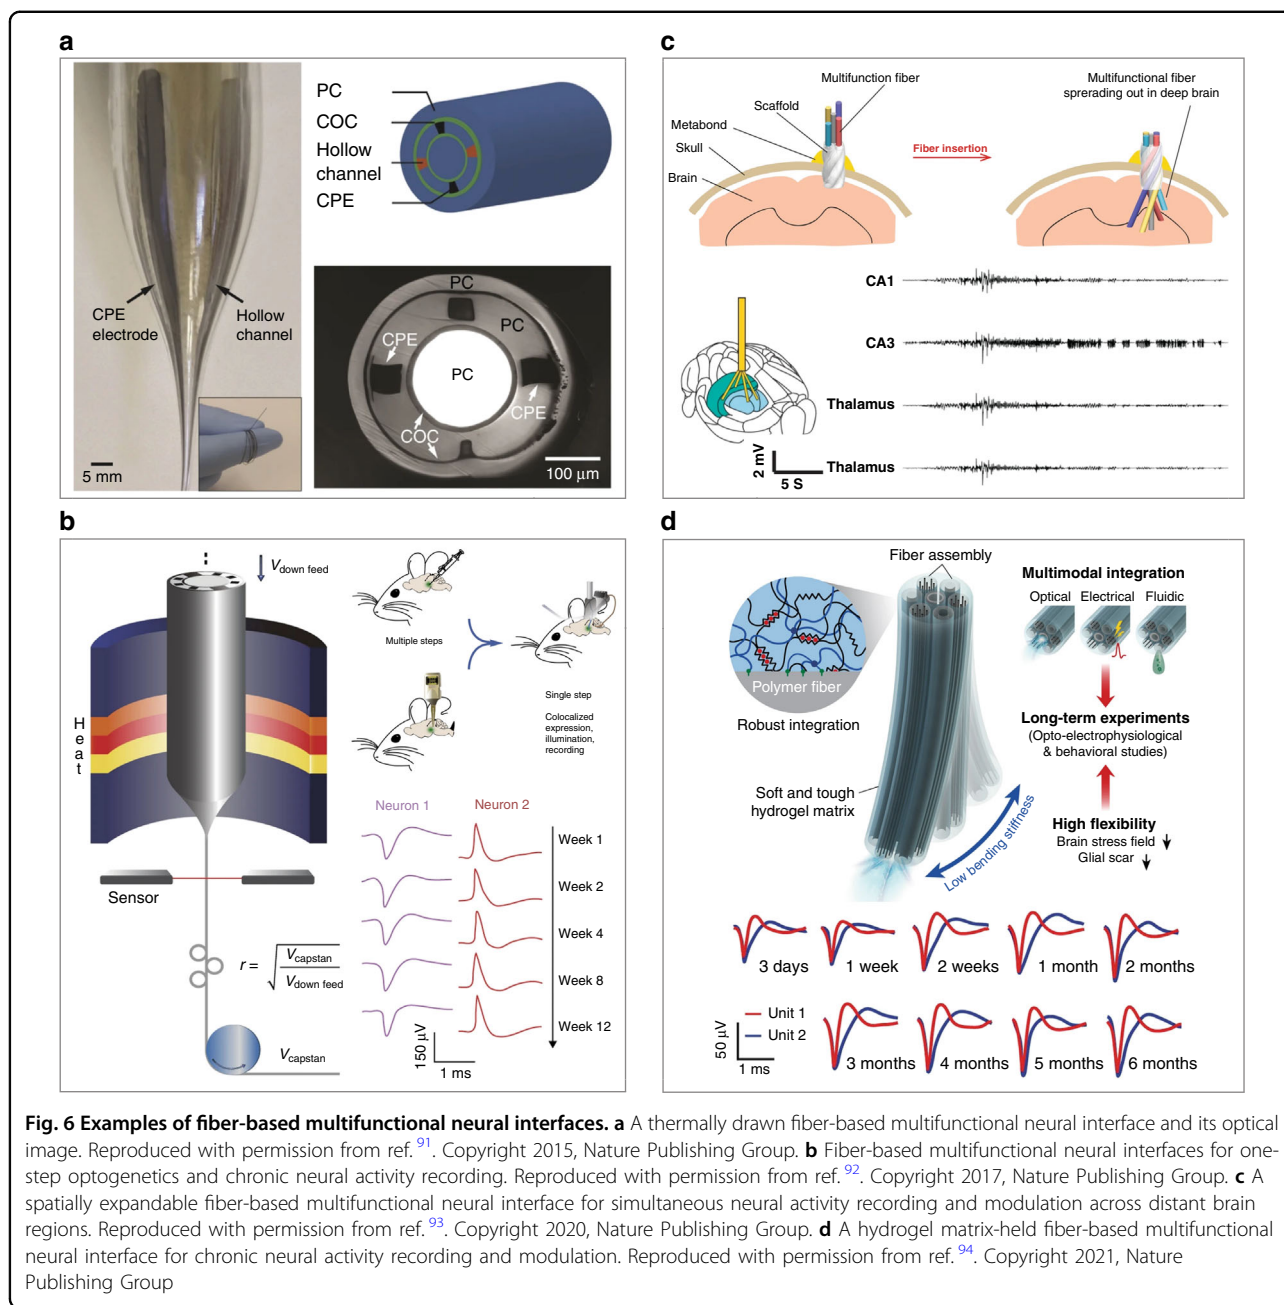 a
PC
COC
Hollow
channel
CPE
CPE
electrode
Hollow
channel
5 mm
PC
PC
CPE
PC
CPE
COC
100 μm
b
V down feed
Heat
Sensor
r = √ V capstan / V down feed
V capstan
Multiple steps
Single step
Colocalized
expression,
illumination,
recording
Neuron 1
Neuron 2
Week 1
Week 2
Week 4
Week 8
Week 12
150 μV
1 ms
c
Multifunction fiber
Scaffold
Metabond
Skull
Brain
Fiber insertion
Multifunctional fiber
sprerading out in deep brain
CA1
CA3
Thalamus
Thalamus
2 mV
5 S
d
Fiber assembly
Polymer fiber
Robust integration
Soft and tough
hydrogel matrix
Low bending stiffness
Multimodal integration
Optical Electrical Fluidic
Long-term experiments
(Opto-electrophysiological
& behavioral studies)
High flexibility
Brain stress field
Glial scar
3 days
1 week
2 weeks
1 month
2 months
Unit 1
Unit 2
50 μV
1 ms
3 months
4 months
5 months
6 months
Fig. 6 Examples of fiber-based multifunctional neural interfaces. a A thermally drawn fiber-based multifunctional neural interface and its optical
image. Reproduced with permission from ref. 91. Copyright 2015, Nature Publishing Group. b Fiber-based multifunctional neural interfaces for one-
step optogenetics and chronic neural activity recording. Reproduced with permission from ref. 92. Copyright 2017, Nature Publishing Group. c A
spatially expandable fiber-based multifunctional neural interface for simultaneous neural activity recording and modulation across distant brain
regions. Reproduced with permission from ref. 93. Copyright 2020, Nature Publishing Group. d A hydrogel matrix-held fiber-based multifunctional
neural interface for chronic neural activity recording and modulation. Reproduced with permission from ref. 94. Copyright 2021, Nature
Publishing Group